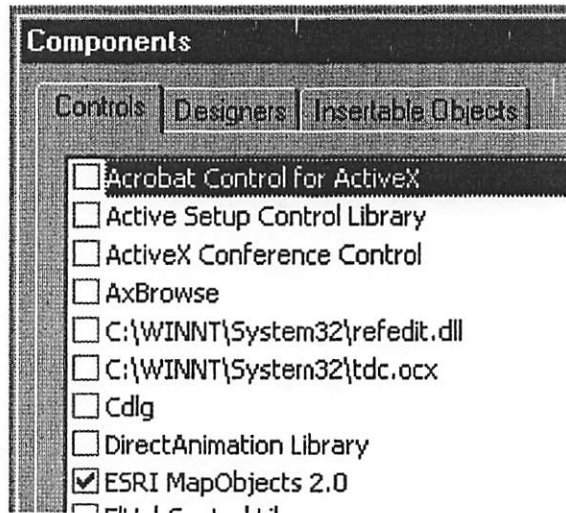 Components
Controls Designers Insertable Objects
Acrobat Control for ActiveX
Active Setup Control Library
ActiveX Conference Control
AxBrowse
C:\WINNT\System32\refedit.dll
C:\WINNT\System32\tdc.ocx
Cdlg
DirectAnimation Library
ESRI MapObjects 2.0